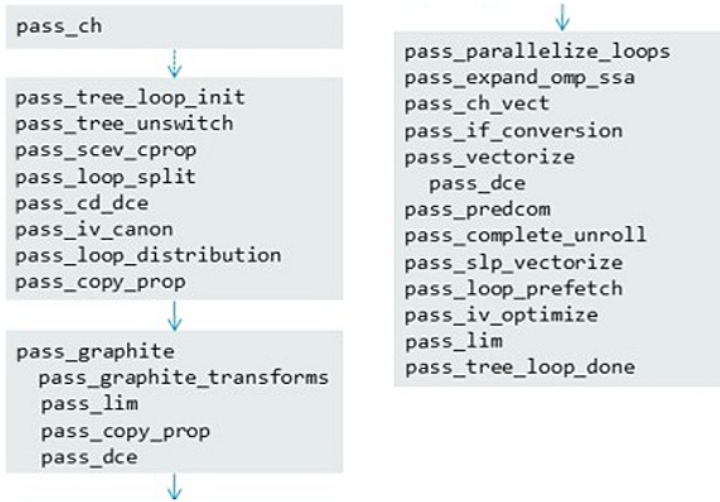 pass_ch
pass_tree_loop_init
pass_tree_unswitch
pass_scev_cprop
pass_loop_split
pass_cd_dce
pass_iv_canon
pass_loop_distribution
pass_copy_prop
pass_graphite
pass_graphite_transforms
pass_lim
pass_copy_prop
pass_dce
pass_parallelize_loops
pass_expand_omp_ssa
pass_ch_vect
pass_if_conversion
pass_vectorize
pass_dce
pass_predcom
pass_complete_unroll
pass_slp_vectorize
pass_loop_prefetch
pass_iv_optimize
pass_lim
pass_tree_loop_done